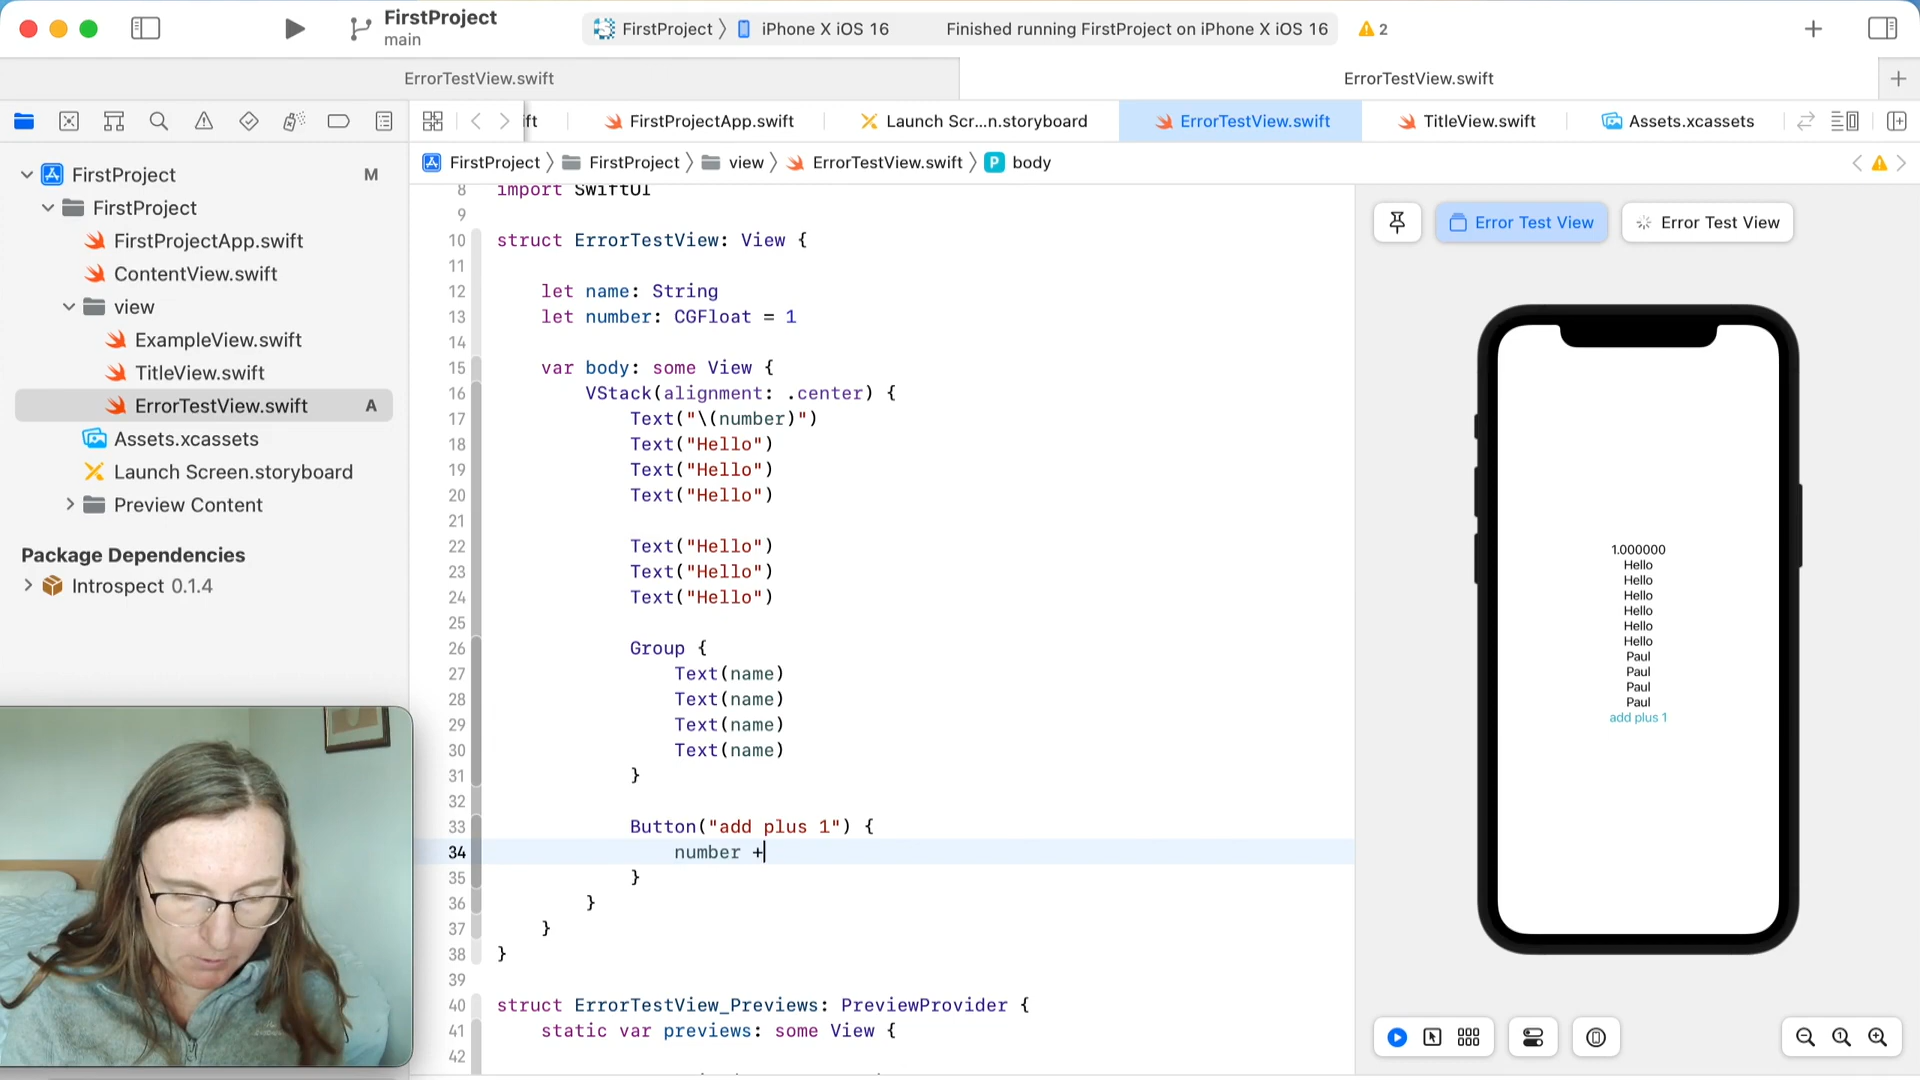 FirstProject
main
FirstProject 〉 iPhone X iOS 16
Finished running FirstProject on iPhone X iOS 16
2
ErrorTestView.swift
ErrorTestView.swift
ift
FirstProjectApp.swift
Launch Scr...n.storyboard
ErrorTestView.swift
TitleView.swift
Assets.xcassets
FirstProject 〉 FirstProject 〉 view 〉 ErrorTestView.swift 〉 P body
FirstProject M
FirstProject
FirstProjectApp.swift
ContentView.swift
view
ExampleView.swift
TitleView.swift
ErrorTestView.swift A
Assets.xcassets
Launch Screen.storyboard
Preview Content
Package Dependencies
Introspect 0.1.4
8 import SwiftUI
9
10 struct ErrorTestView: View {
11
12 let name: String
13 let number: CGFloat = 1
14
15 var body: some View {
16 VStack(alignment: .center) {
17 Text("\(number)")
18 Text("Hello")
19 Text("Hello")
20 Text("Hello")
21
22 Text("Hello")
23 Text("Hello")
24 Text("Hello")
25
26 Group {
27 Text(name)
28 Text(name)
29 Text(name)
30 Text(name)
31 }
32
33 Button("add plus 1") {
34 number +
35 }
36 }
37 }
38 }
39
40 struct ErrorTestView_Previews: PreviewProvider {
41 static var previews: some View {
42
Error Test View
Error Test View
1.000000
Hello
Hello
Hello
Hello
Hello
Hello
Paul
Paul
Paul
Paul
add plus 1